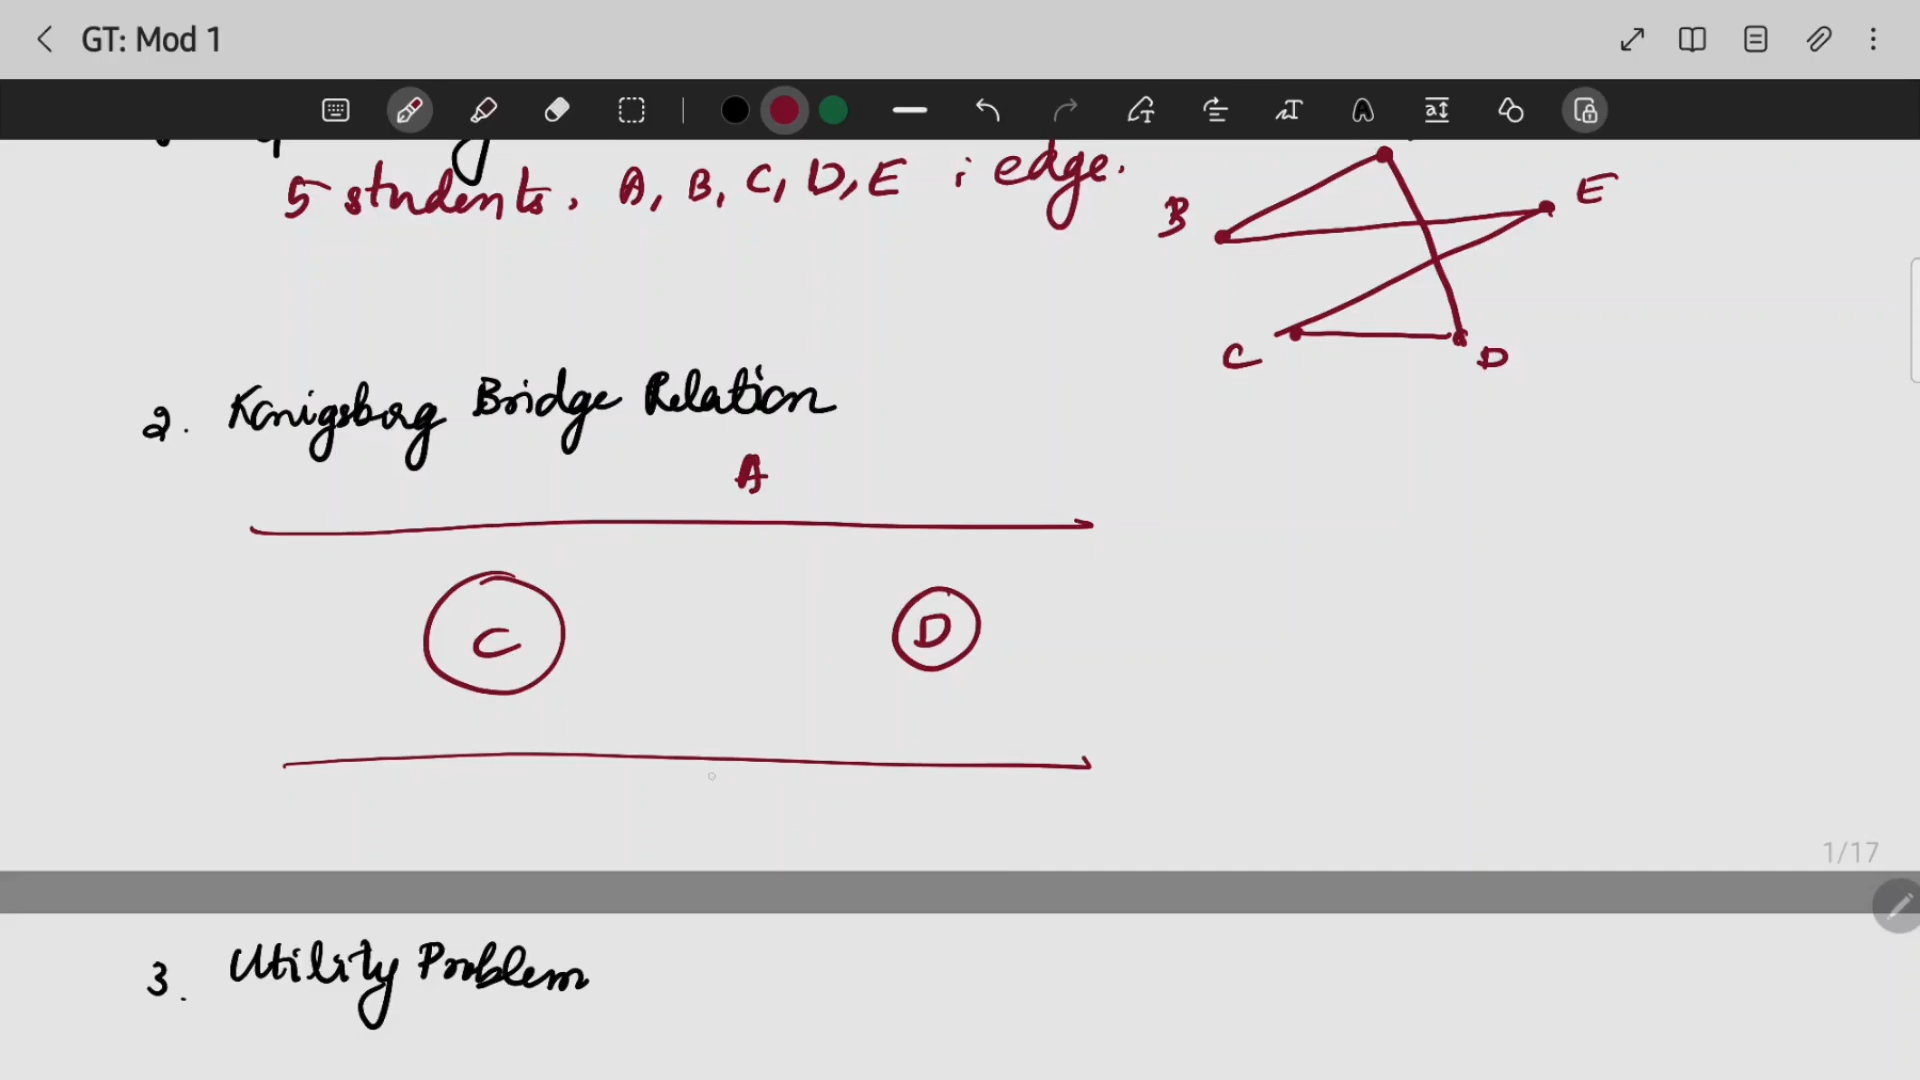 GT: Mod 1
5 students. A, B, C, D, E ; edge.
B
E
C
D
2. Konigsberg Bridge Relation
A
C
D
1/17
3. Utility Problem